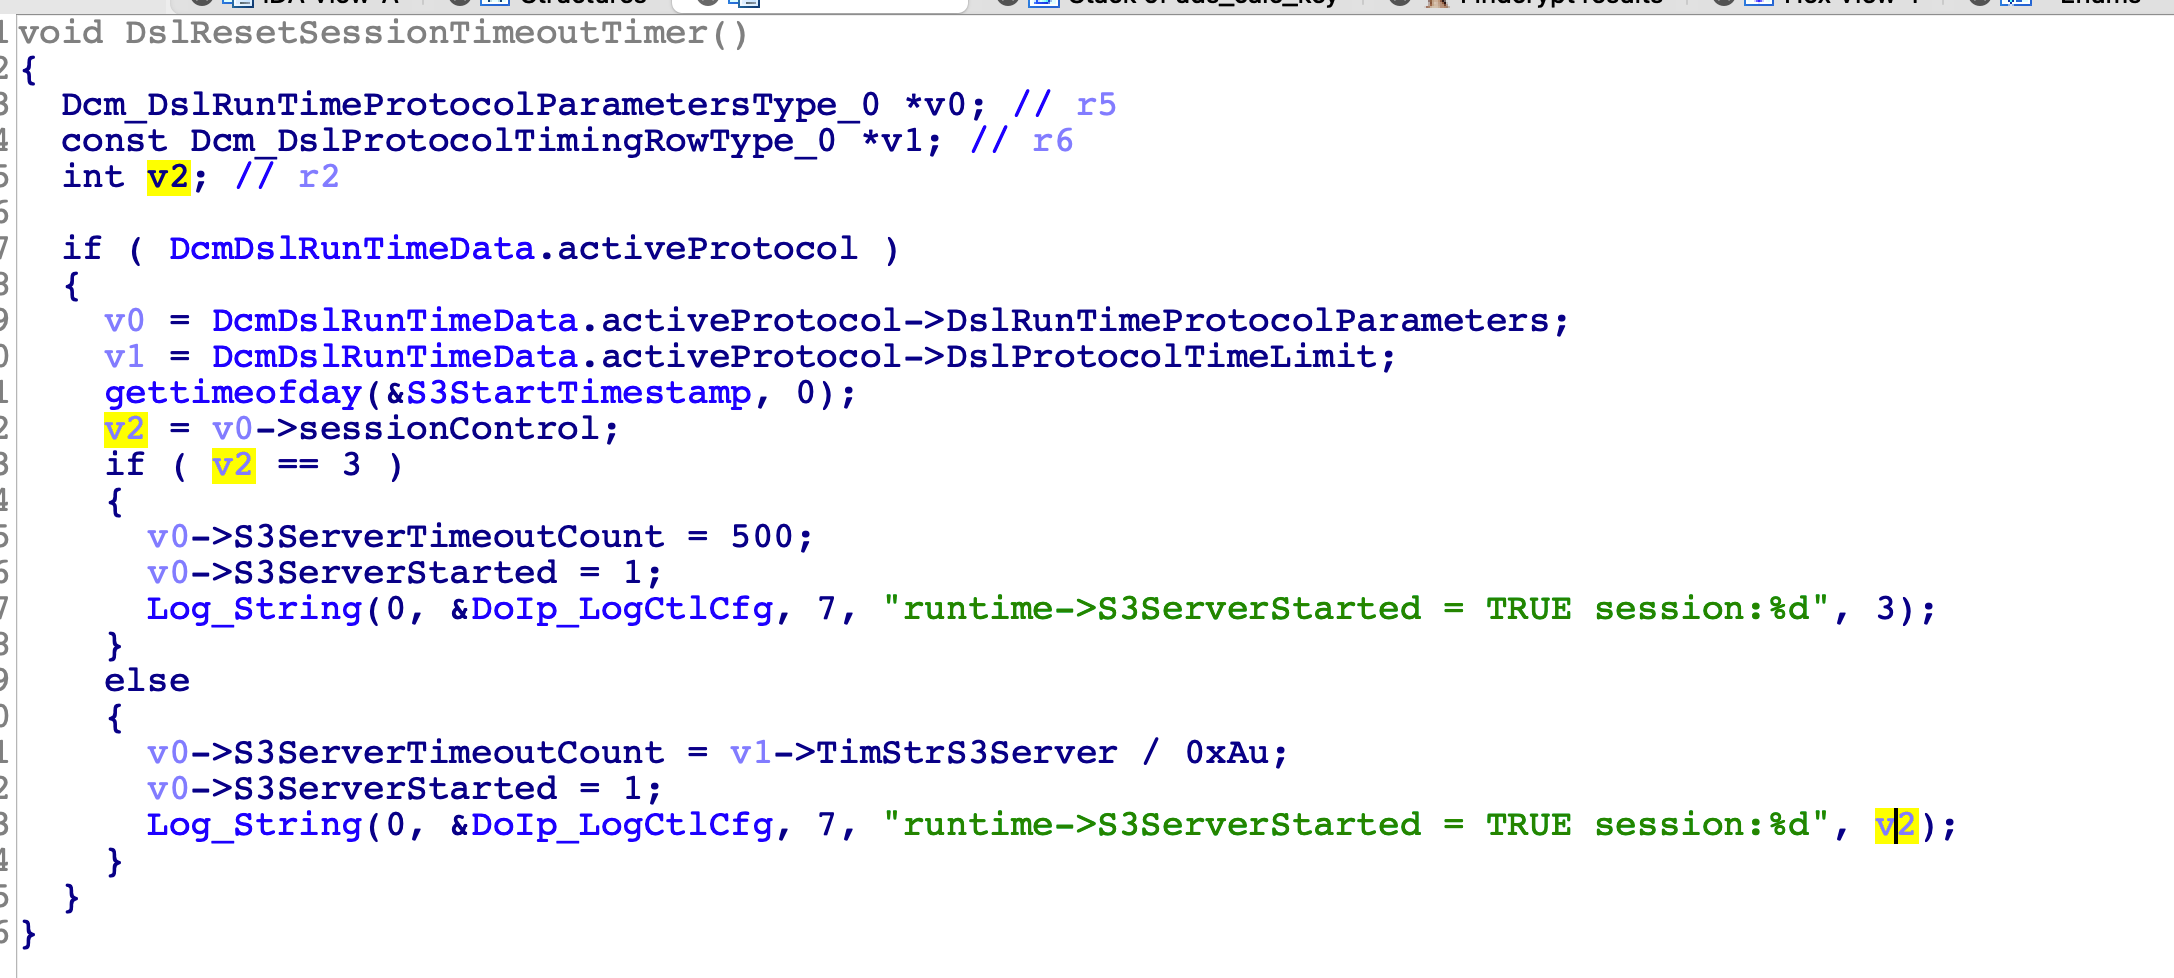 void DslResetSessionTimeoutTimer()
{
Dcm_DslRunTimeProtocolParametersType_0 *v0; // r5
const Dcm_DslProtocolTimingRowType_0 *v1; // r6
int v2; // r2
if ( DcmDslRunTimeData.activeProtocol )
{
v0 = DcmDslRunTimeData.activeProtocol->DslRunTimeProtocolParameters;
v1 = DcmDslRunTimeData.activeProtocol->DslProtocolTimeLimit;
gettimeofday(&S3StartTimestamp, 0);
v2 = v0->sessionControl;
if ( v2 == 3 )
{
v0->S3ServerTimeoutCount = 500;
v0->S3ServerStarted = 1;
Log_String(0, &DoIp_LogCtlCfg, 7, "runtime->S3ServerStarted = TRUE session:%d", 3);
}
else
{
v0->S3ServerTimeoutCount = v1->TimStrS3Server / 0xAu;
v0->S3ServerStarted = 1;
Log_String(0, &DoIp_LogCtlCfg, 7, "runtime->S3ServerStarted = TRUE session:%d", v2);
}
}
}